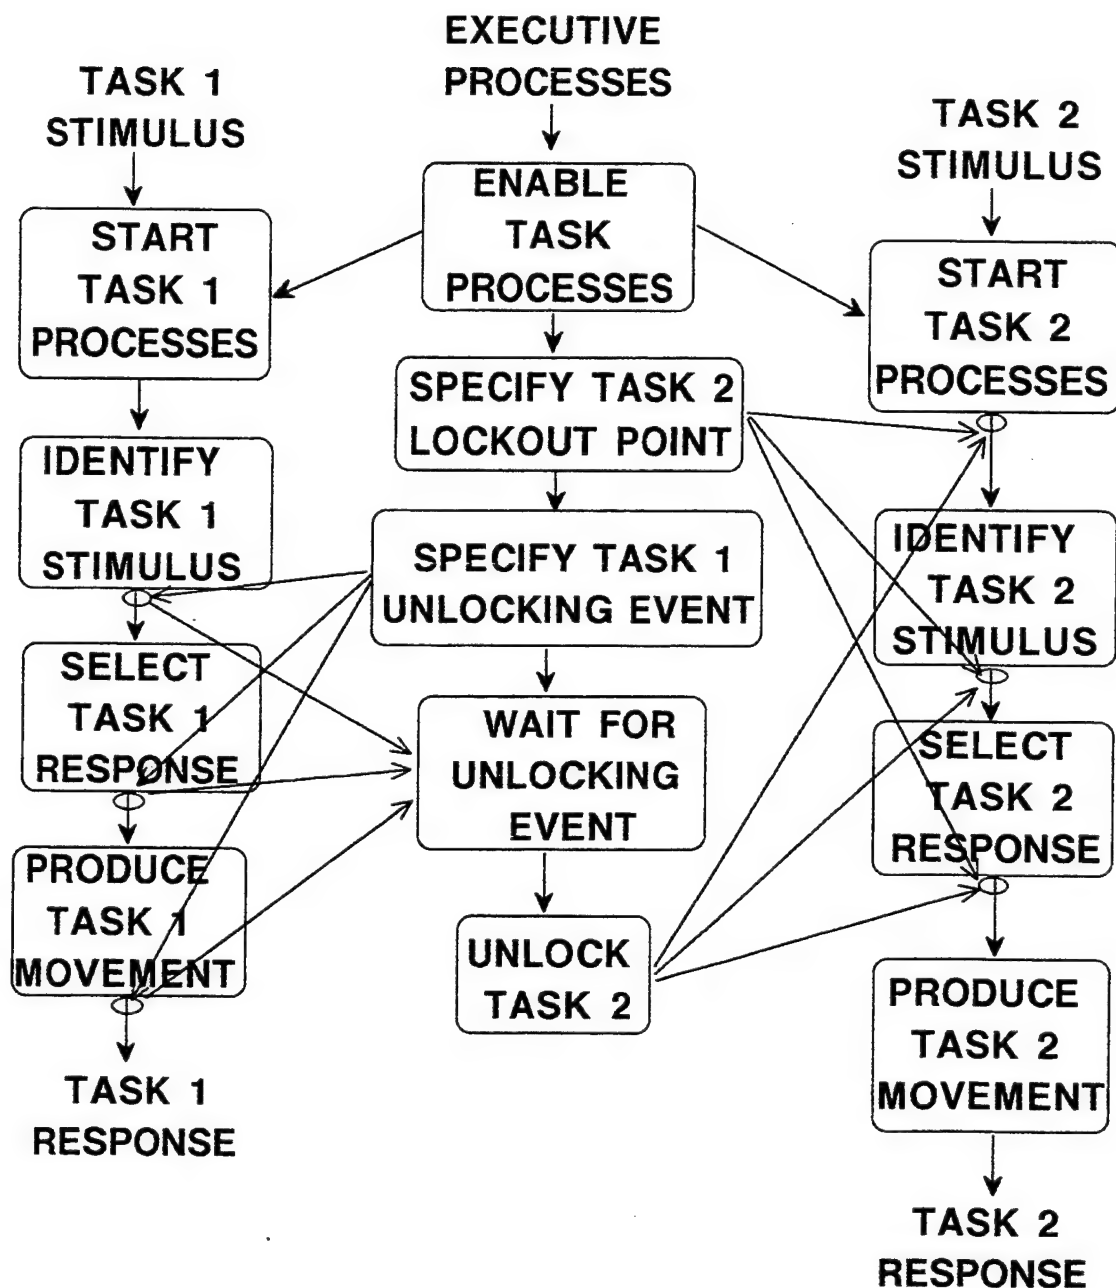 TASK 1
STIMULUS
START
TASK 1
PROCESSES
IDENTIFY
TASK 1
STIMULUS
SELECT
TASK 1
RESPONSE
PRODUCE
TASK 1
MOVEMENT
TASK 1
RESPONSE
EXECUTIVE
PROCESSES
ENABLE
TASK
PROCESSES
SPECIFY TASK 2
LOCKOUT POINT
SPECIFY TASK 1
UNLOCKING EVENT
WAIT FOR
UNLOCKING
EVENT
UNLOCK
TASK 2
TASK 2
STIMULUS
START
TASK 2
PROCESSES
IDENTIFY
TASK 2
STIMULUS
SELECT
TASK 2
RESPONSE
PRODUCE
TASK 2
MOVEMENT
TASK 2
RESPONSE